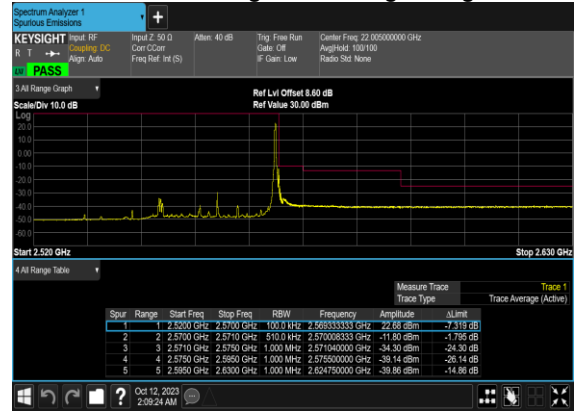 Spectrum Analyzer 1
Spurious Emissions
KEYSIGHT Input: RF Input Z: 50 Ω Atten: 40 dB Trig: Free Run Center Freq: 22.005000000 GHz
R T Coupling: DC Corr CCorr Gate: Off Avg|Hold: 100/100
Align: Auto Freq Ref: Int (S) IF Gain: Low Radio Std: None
PASS
3 All Range Graph
Ref Lvl Offset 8.60 dB
Scale/Div 10.0 dB Ref Value 30.00 dBm
Log
20.0
10.0
0.00
-10.0
-20.0
-30.0
-40.0
-50.0
-60.0
Start 2.520 GHz Stop 2.630 GHz
4 All Range Table
Measure Trace Trace 1
Trace Type Trace Average (Active)
Spur Range Start Freq Stop Freq RBW Frequency Amplitude ΔLimit
1 1 2.5200 GHz 2.5700 GHz 100.0 kHz 2.569333333 GHz 22.68 dBm -7.319 dB
2 2 2.5700 GHz 2.5710 GHz 510.0 kHz 2.570008333 GHz -11.80 dBm -1.795 dB
3 3 2.5710 GHz 2.5750 GHz 1.000 MHz 2.571040000 GHz -34.30 dBm -24.30 dB
4 4 2.5750 GHz 2.5950 GHz 1.000 MHz 2.575500000 GHz -39.14 dBm -26.14 dB
5 5 2.5950 GHz 2.6300 GHz 1.000 MHz 2.624750000 GHz -39.86 dBm -14.86 dB
Oct 12, 2023
2:09:24 AM